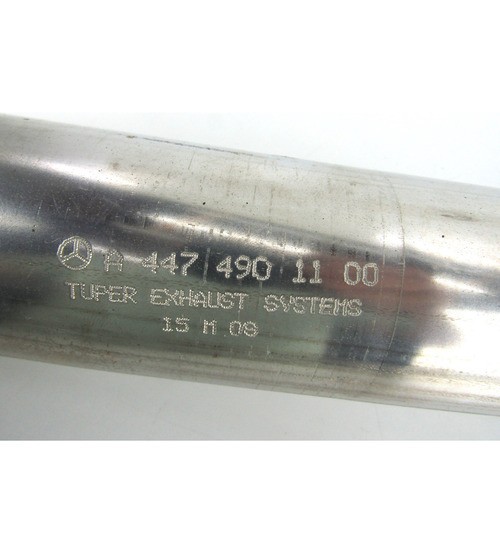 A 447 490 11 00
TUPER EXHAUST SYSTEMS
15 M 08